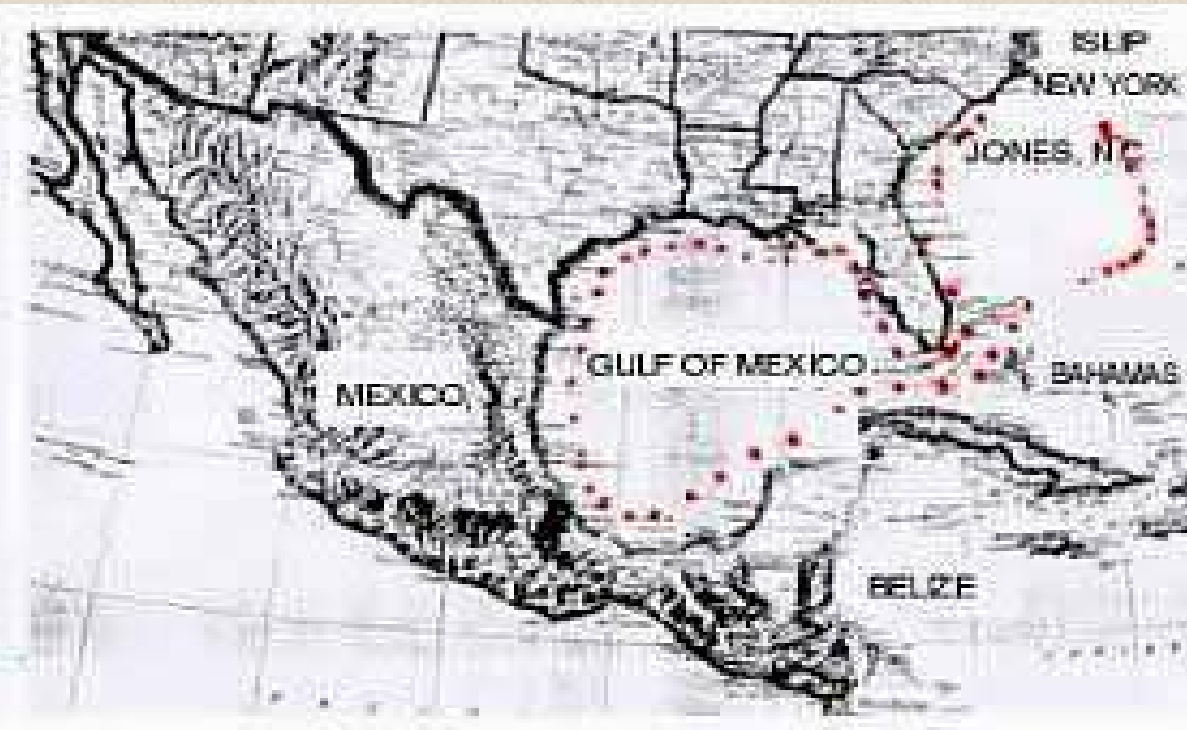 ISLIP
NEW YORK
JONES, NC
GULF OF MEXICO
MEXICO,
BAHAMAS
BELIZE